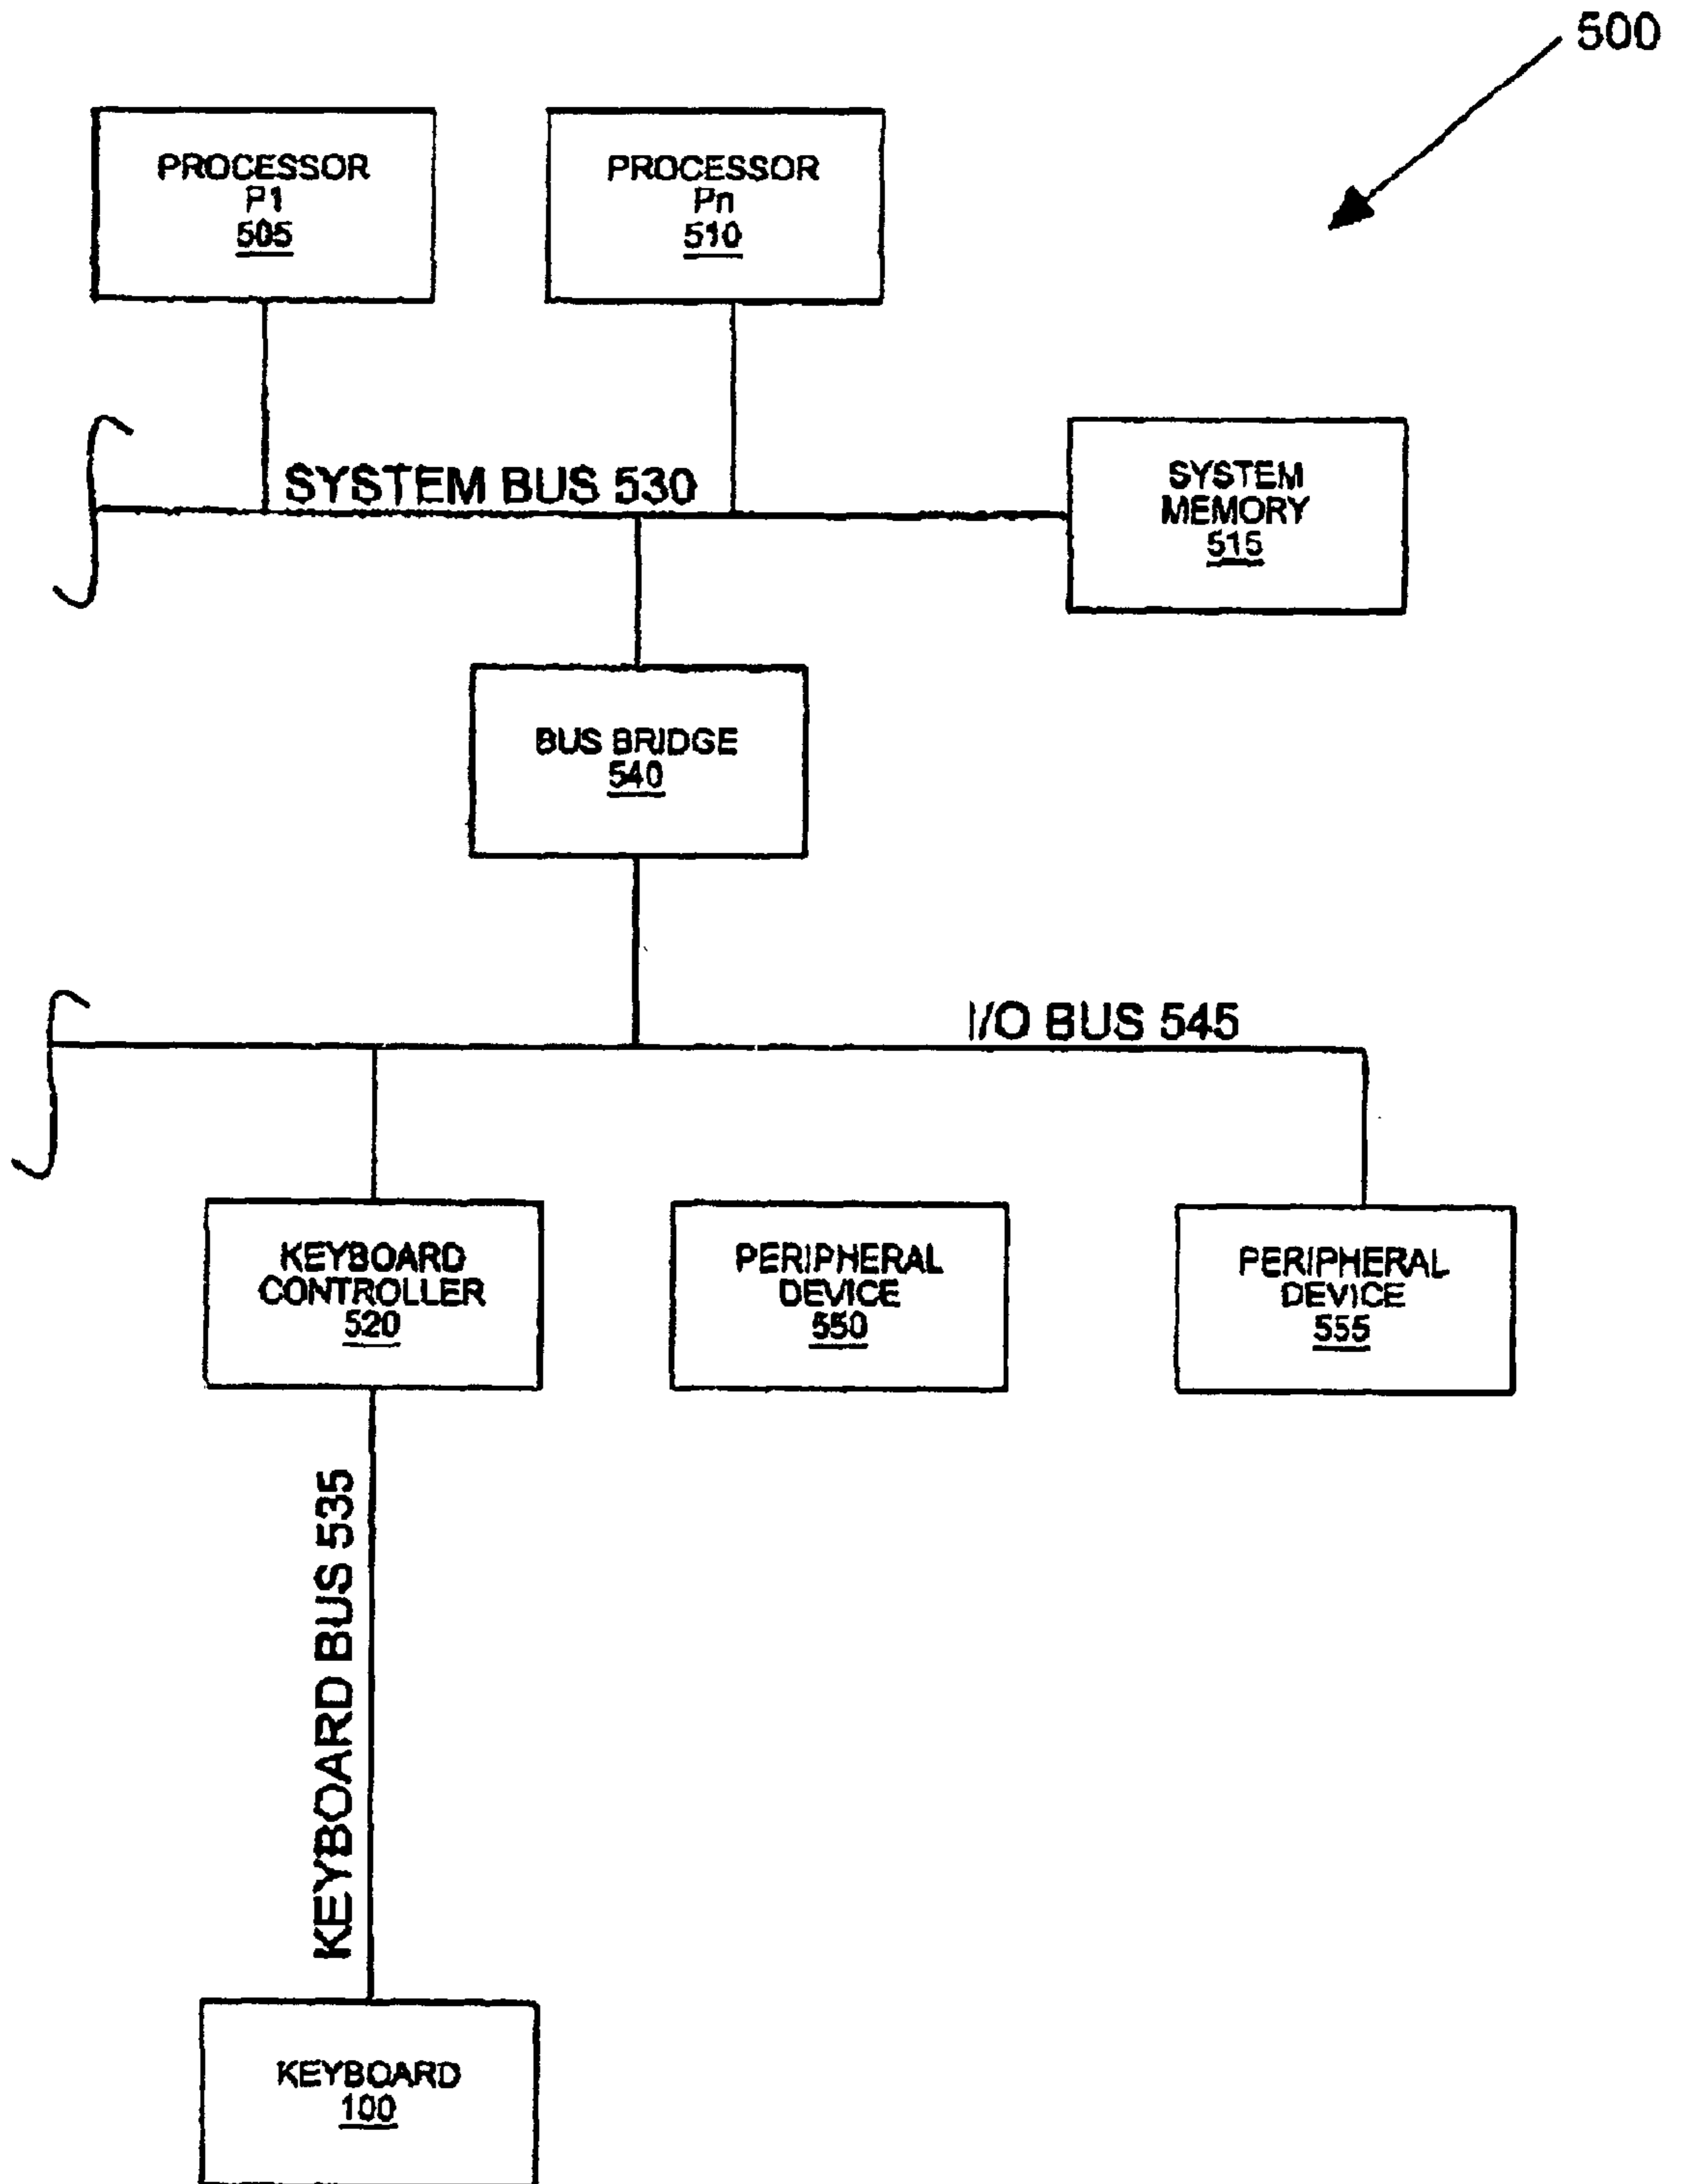 500
PROCESSOR
P1
505
PROCESSOR
Pn
510
SYSTEM BUS 530
SYSTEM
MEMORY
515
BUS BRIDGE
540
I/O BUS 545
KEYBOARD
CONTROLLER
520
PERIPHERAL
DEVICE
550
PERIPHERAL
DEVICE
555
KEYBOARD BUS 535
KEYBOARD
100